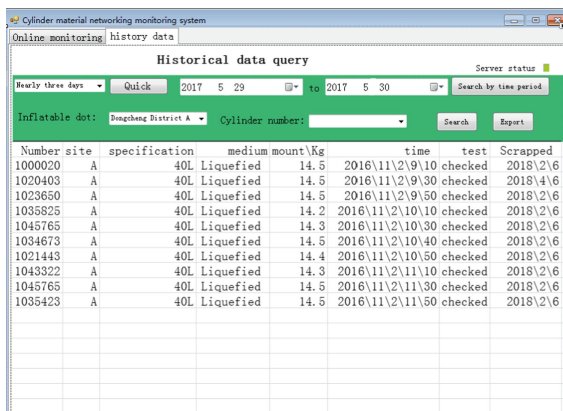 Cylinder material networking monitoring system
Online monitoring history data
Historical data query
Server status
Nearly three days Quick 2017 5 29 to 2017 5 30 Search by time period
Inflatable dot: Dongcheng District A Cylinder number: Search Export
Number site specification medium mount\Kg time test Scrapped
1000020 A 40L Liquefied 14.5 2016\11\2\9\10 checked 2018\2\6
1020403 A 40L Liquefied 14.5 2016\11\2\9\30 checked 2018\4\6
1023650 A 40L Liquefied 14.5 2016\11\2\9\50 checked 2018\2\6
1035825 A 40L Liquefied 14.2 2016\11\2\10\10 checked 2018\2\6
1045765 A 40L Liquefied 14.3 2016\11\2\10\30 checked 2018\2\6
1034673 A 40L Liquefied 14.5 2016\11\2\10\40 checked 2018\2\6
1021443 A 40L Liquefied 14.4 2016\11\2\10\50 checked 2018\2\6
1043322 A 40L Liquefied 14.3 2016\11\2\11\10 checked 2018\2\6
1045765 A 40L Liquefied 14.5 2016\11\2\11\30 checked 2018\2\6
1035423 A 40L Liquefied 14.5 2016\11\2\11\50 checked 2018\2\6